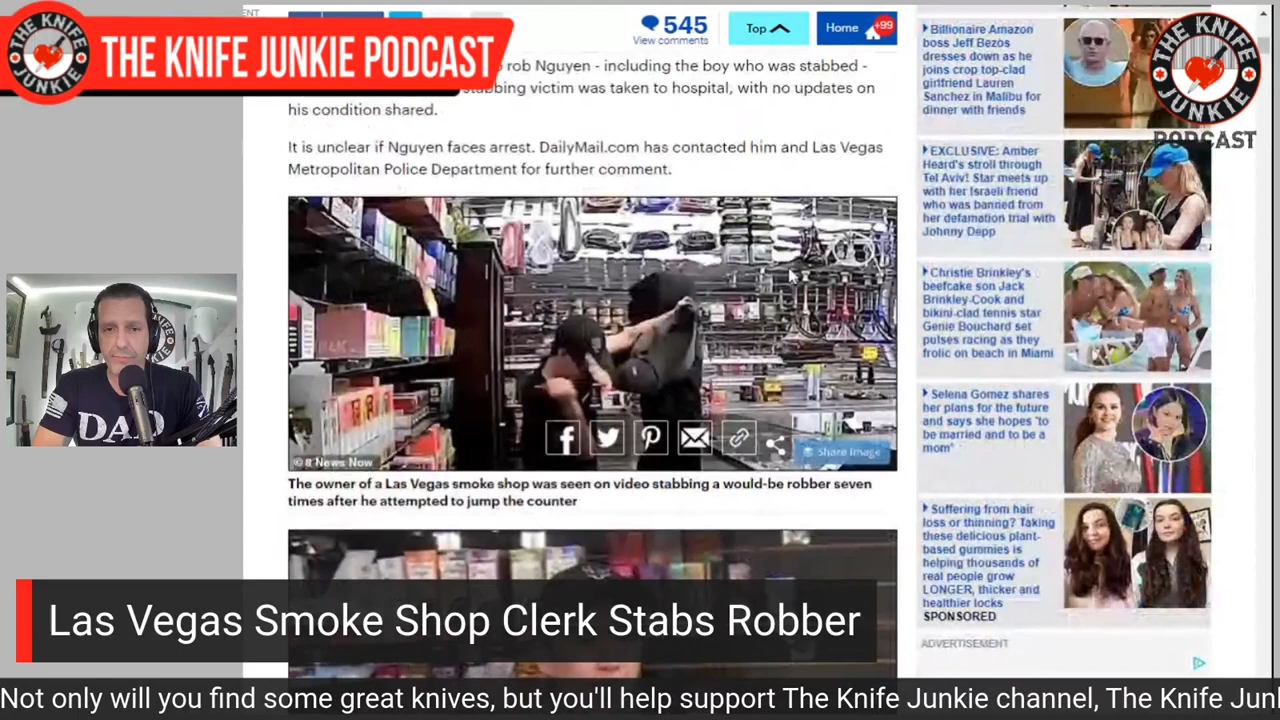 THE KNIFE
JUNKIE
THE KNIFE JUNKIE PODCAST
545
View comments
Top
Home
+99
rob Nguyen - including the boy who was stabbed -
stabbing victim was taken to hospital, with no updates on
his condition shared.
It is unclear if Nguyen faces arrest. DailyMail.com has contacted him and Las Vegas
Metropolitan Police Department for further comment.
© 8 News Now
Share Image
The owner of a Las Vegas smoke shop was seen on video stabbing a would-be robber seven
times after he attempted to jump the counter
Billionaire Amazon
boss Jeff Bezos
dresses down as he
joins crop top-clad
girlfriend Lauren
Sanchez in Malibu for
dinner with friends
EXCLUSIVE: Amber
Heard's stroll through
Tel Aviv! Star meets up
with her Israeli friend
who was banned from
her defamation trial with
Johnny Depp
Christie Brinkley's
beefcake son Jack
Brinkley-Cook and
bikini-clad tennis star
Genie Bouchard set
pulses racing as they
frolic on beach in Miami
Selena Gomez shares
her plans for the future
and says she hopes 'to
be married and to be a
mom'
Suffering from hair
loss or thinning? Taking
these delicious plant-
based gummies is
helping thousands of
real people grow
LONGER, thicker and
healthier locks
SPONSORED
ADVERTISEMENT
THE KNIFE
JUNKIE
PODCAST
JUNKIE
DAD
Las Vegas Smoke Shop Clerk Stabs Robber
Not only will you find some great knives, but you'll help support The Knife Junkie channel, The Knife Jun